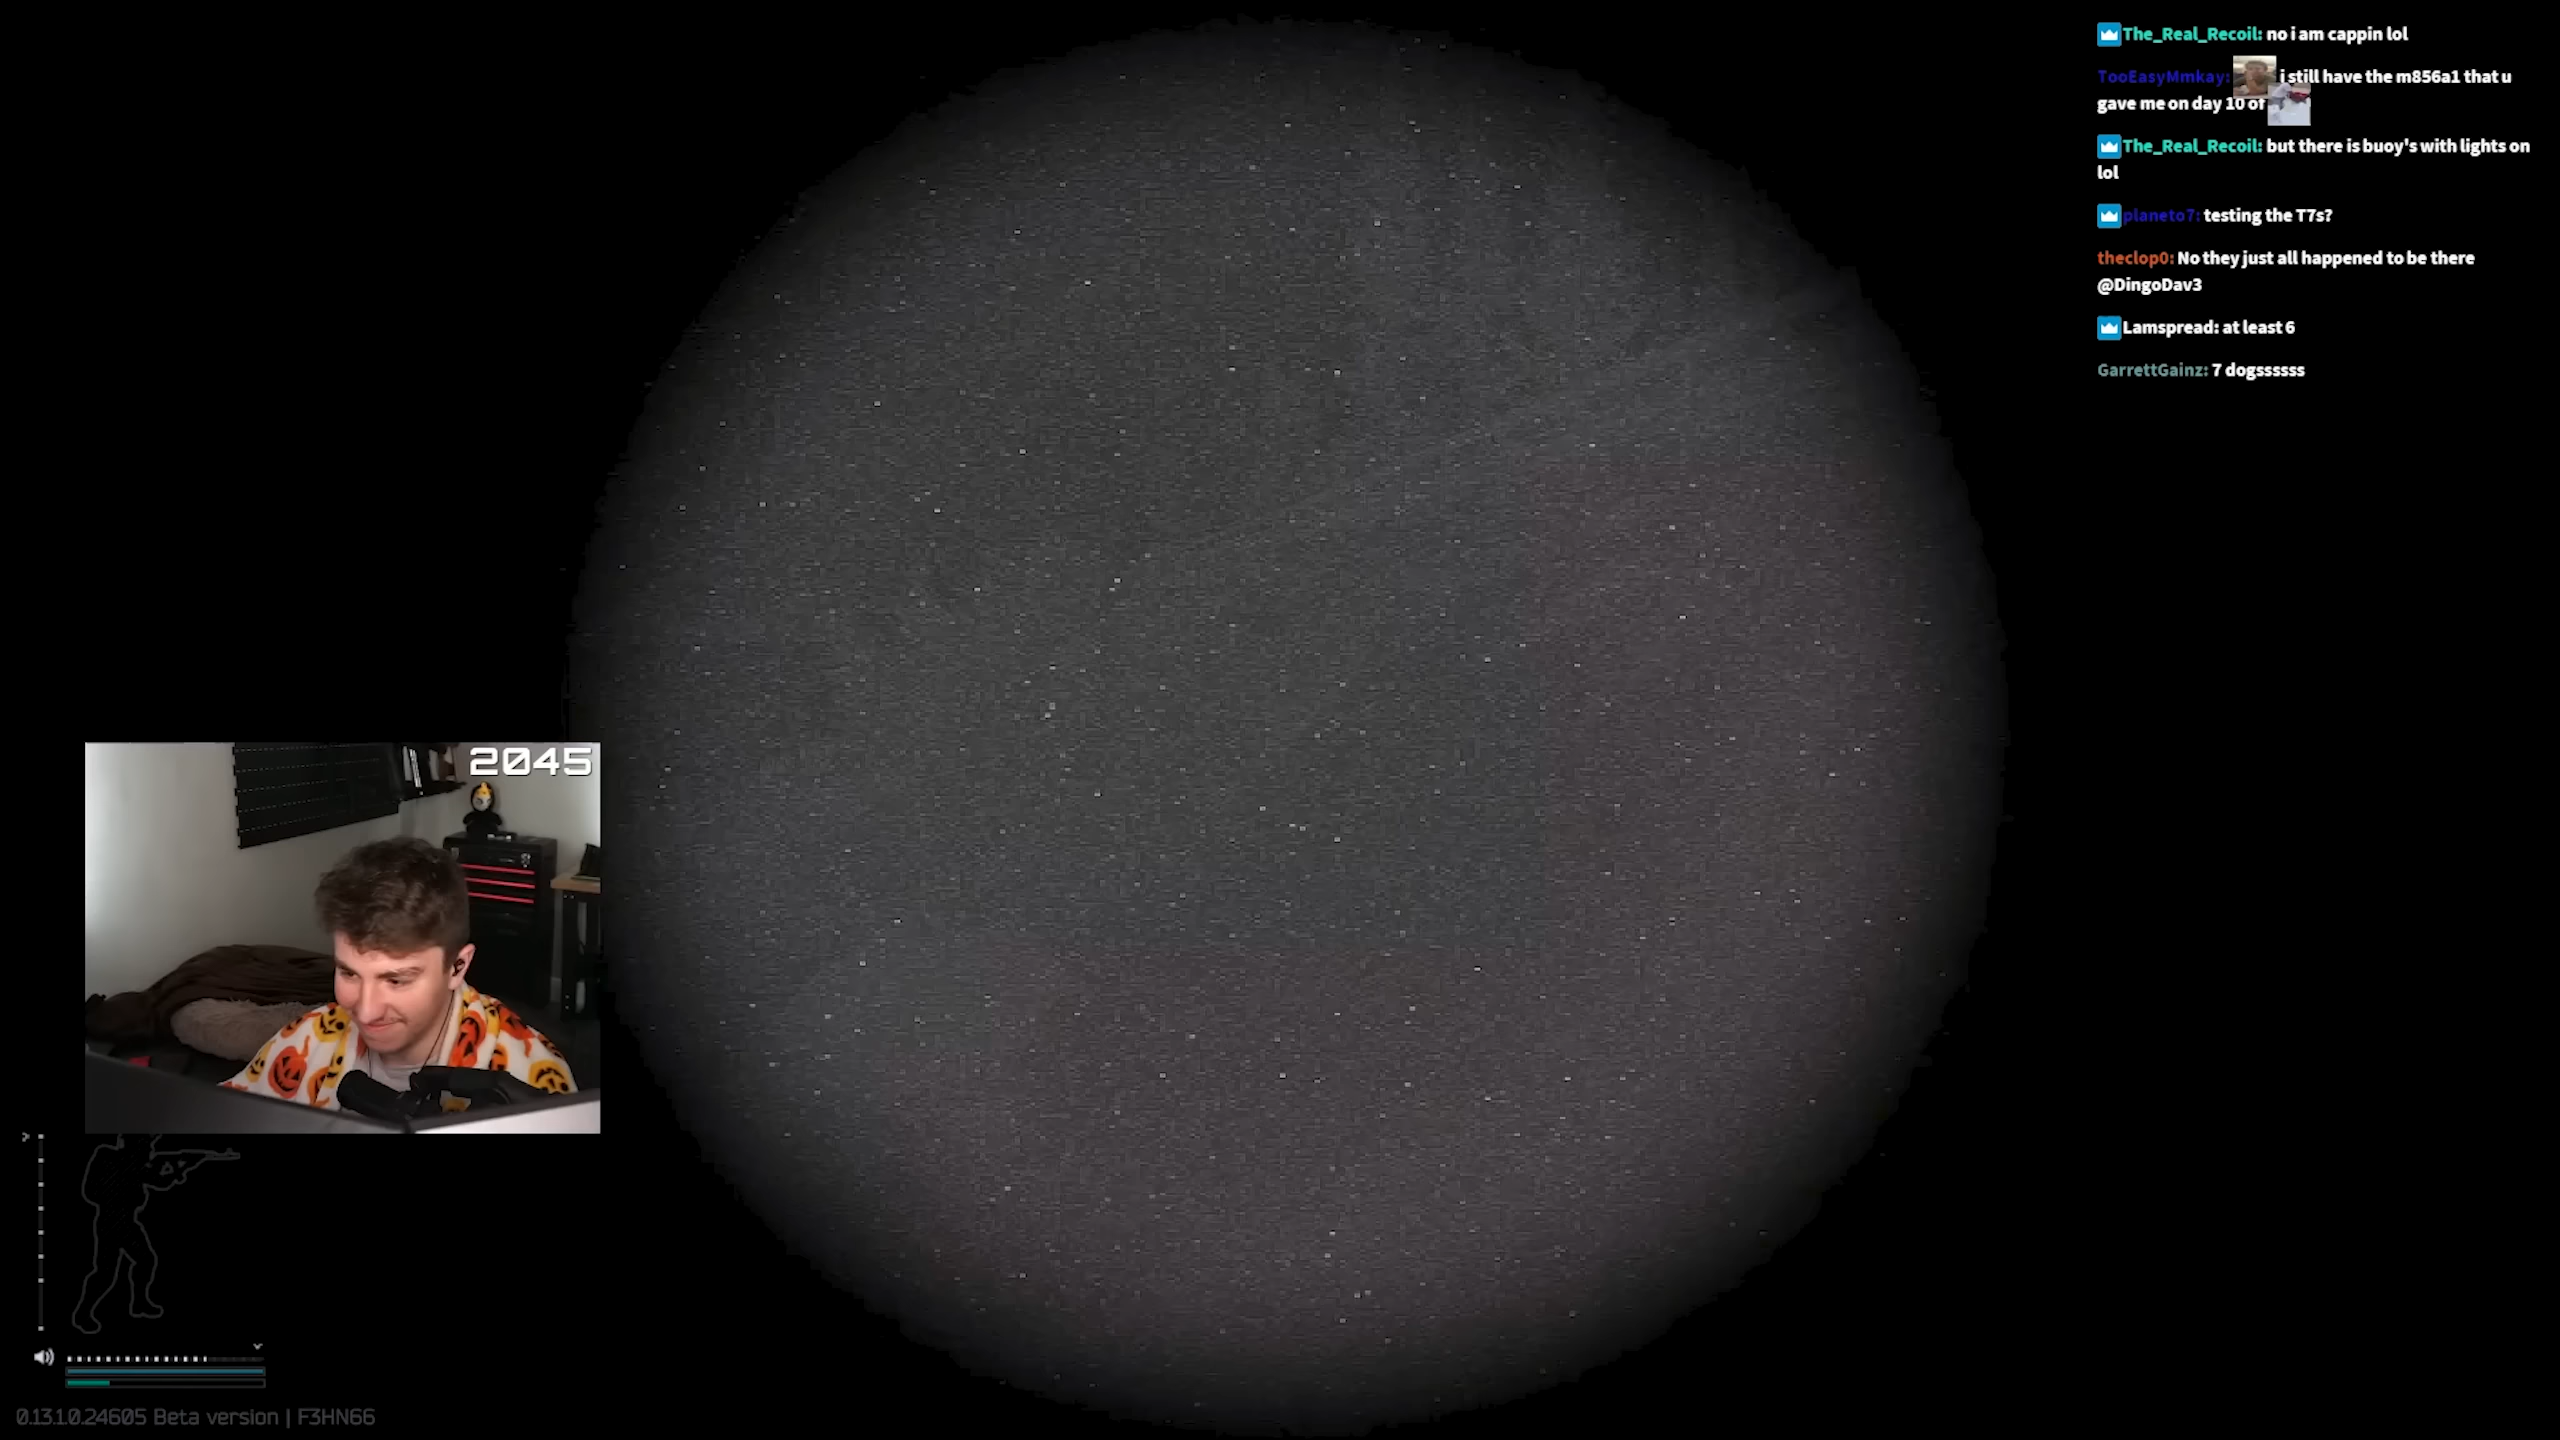 The_Real_Recoil: no i am cappin lol
TooEasyMmkay: i still have the m856a1 that u
gave me on day 10 of
The_Real_Recoil: but there is buoy's with lights on
lol
planeto7: testing the T7s?
theclop0: No they just all happened to be there
@DingoDav3
Lamspread: at least 6
GarrettGainz: 7 dogssssss
2045
0.13.1.0.24605 Beta version | F3HN66